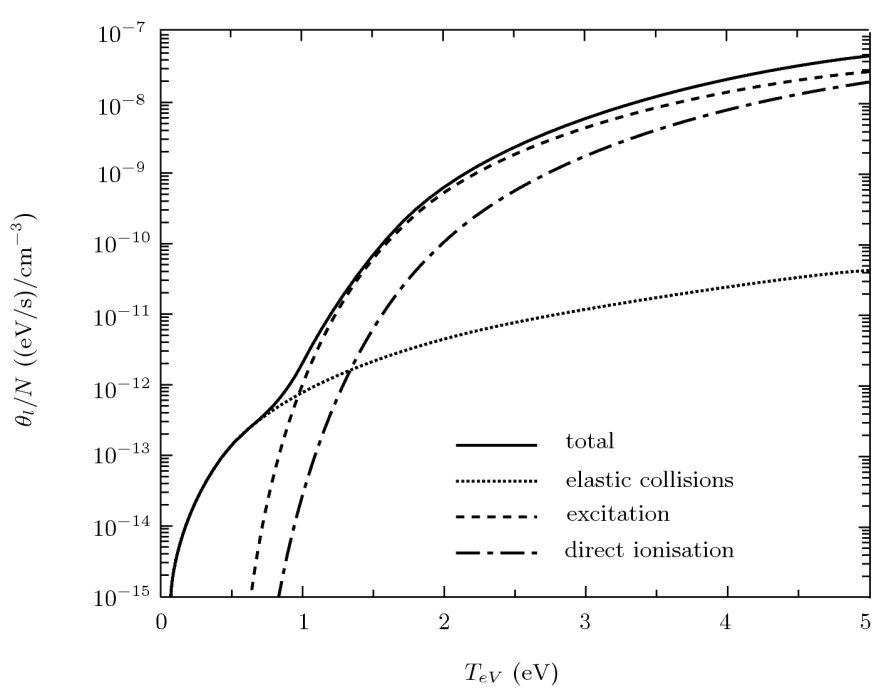 10⁻⁷
10⁻⁸
10⁻⁹
10⁻¹⁰
10⁻¹¹
10⁻¹²
10⁻¹³
10⁻¹⁴
10⁻¹⁵
θₗ/N ((eV/s)/cm⁻³)
total
elastic collisions
excitation
direct ionisation
0 1 2 3 4 5
T_eV (eV)